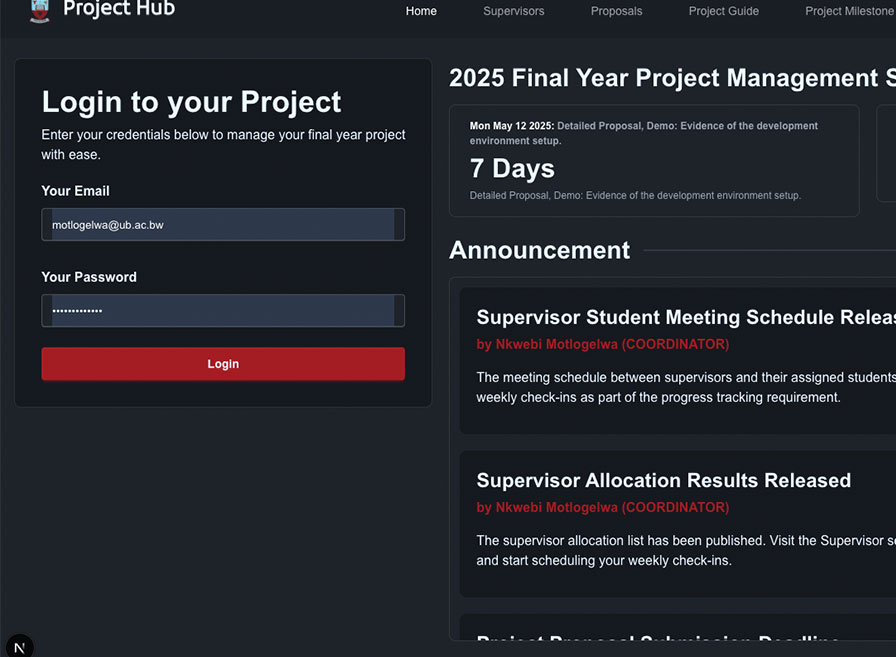 Project Hub
Home Supervisors Proposals Project Guide Project Milestone
Login to your Project
Enter your credentials below to manage your final year project
with ease.
Your Email
motlogelwa@ub.ac.bw
Your Password
•••••••••••••
Login
2025 Final Year Project Management S
Mon May 12 2025: Detailed Proposal, Demo: Evidence of the development
environment setup.
7 Days
Detailed Proposal, Demo: Evidence of the development environment setup.
Announcement
Supervisor Student Meeting Schedule Releas
by Nkwebi Motlogelwa (COORDINATOR)
The meeting schedule between supervisors and their assigned students
weekly check-ins as part of the progress tracking requirement.
Supervisor Allocation Results Released
by Nkwebi Motlogelwa (COORDINATOR)
The supervisor allocation list has been published. Visit the Supervisor se
and start scheduling your weekly check-ins.
Project Proposal Submission Deadline
N